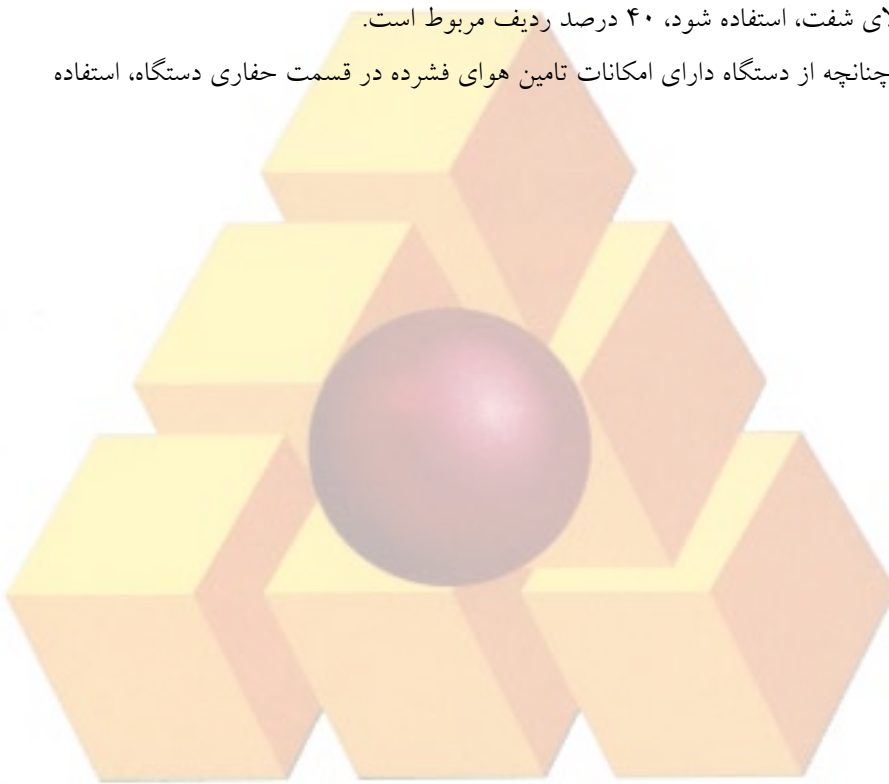 شفت، استفاده شود، ۴۰ درصد ردیف مربوط است.
چنانچه از دستگاه دارای امکانات تامین هوای فشرده در قسمت حفاری دستگاه، استفاده